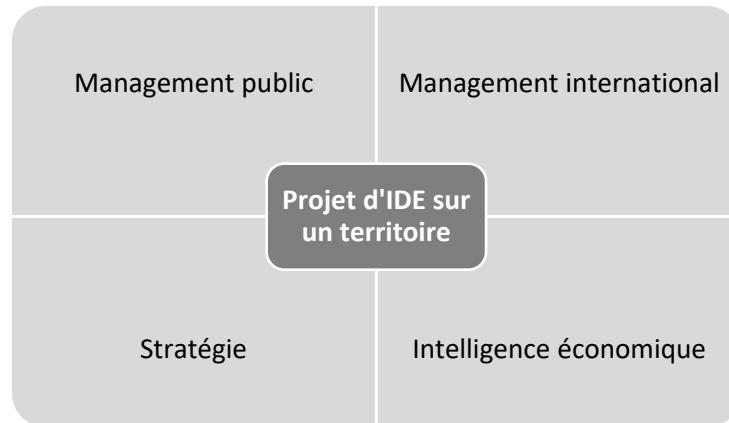 Management public
Management international
Projet d'IDE sur
un territoire
Stratégie
Intelligence économique